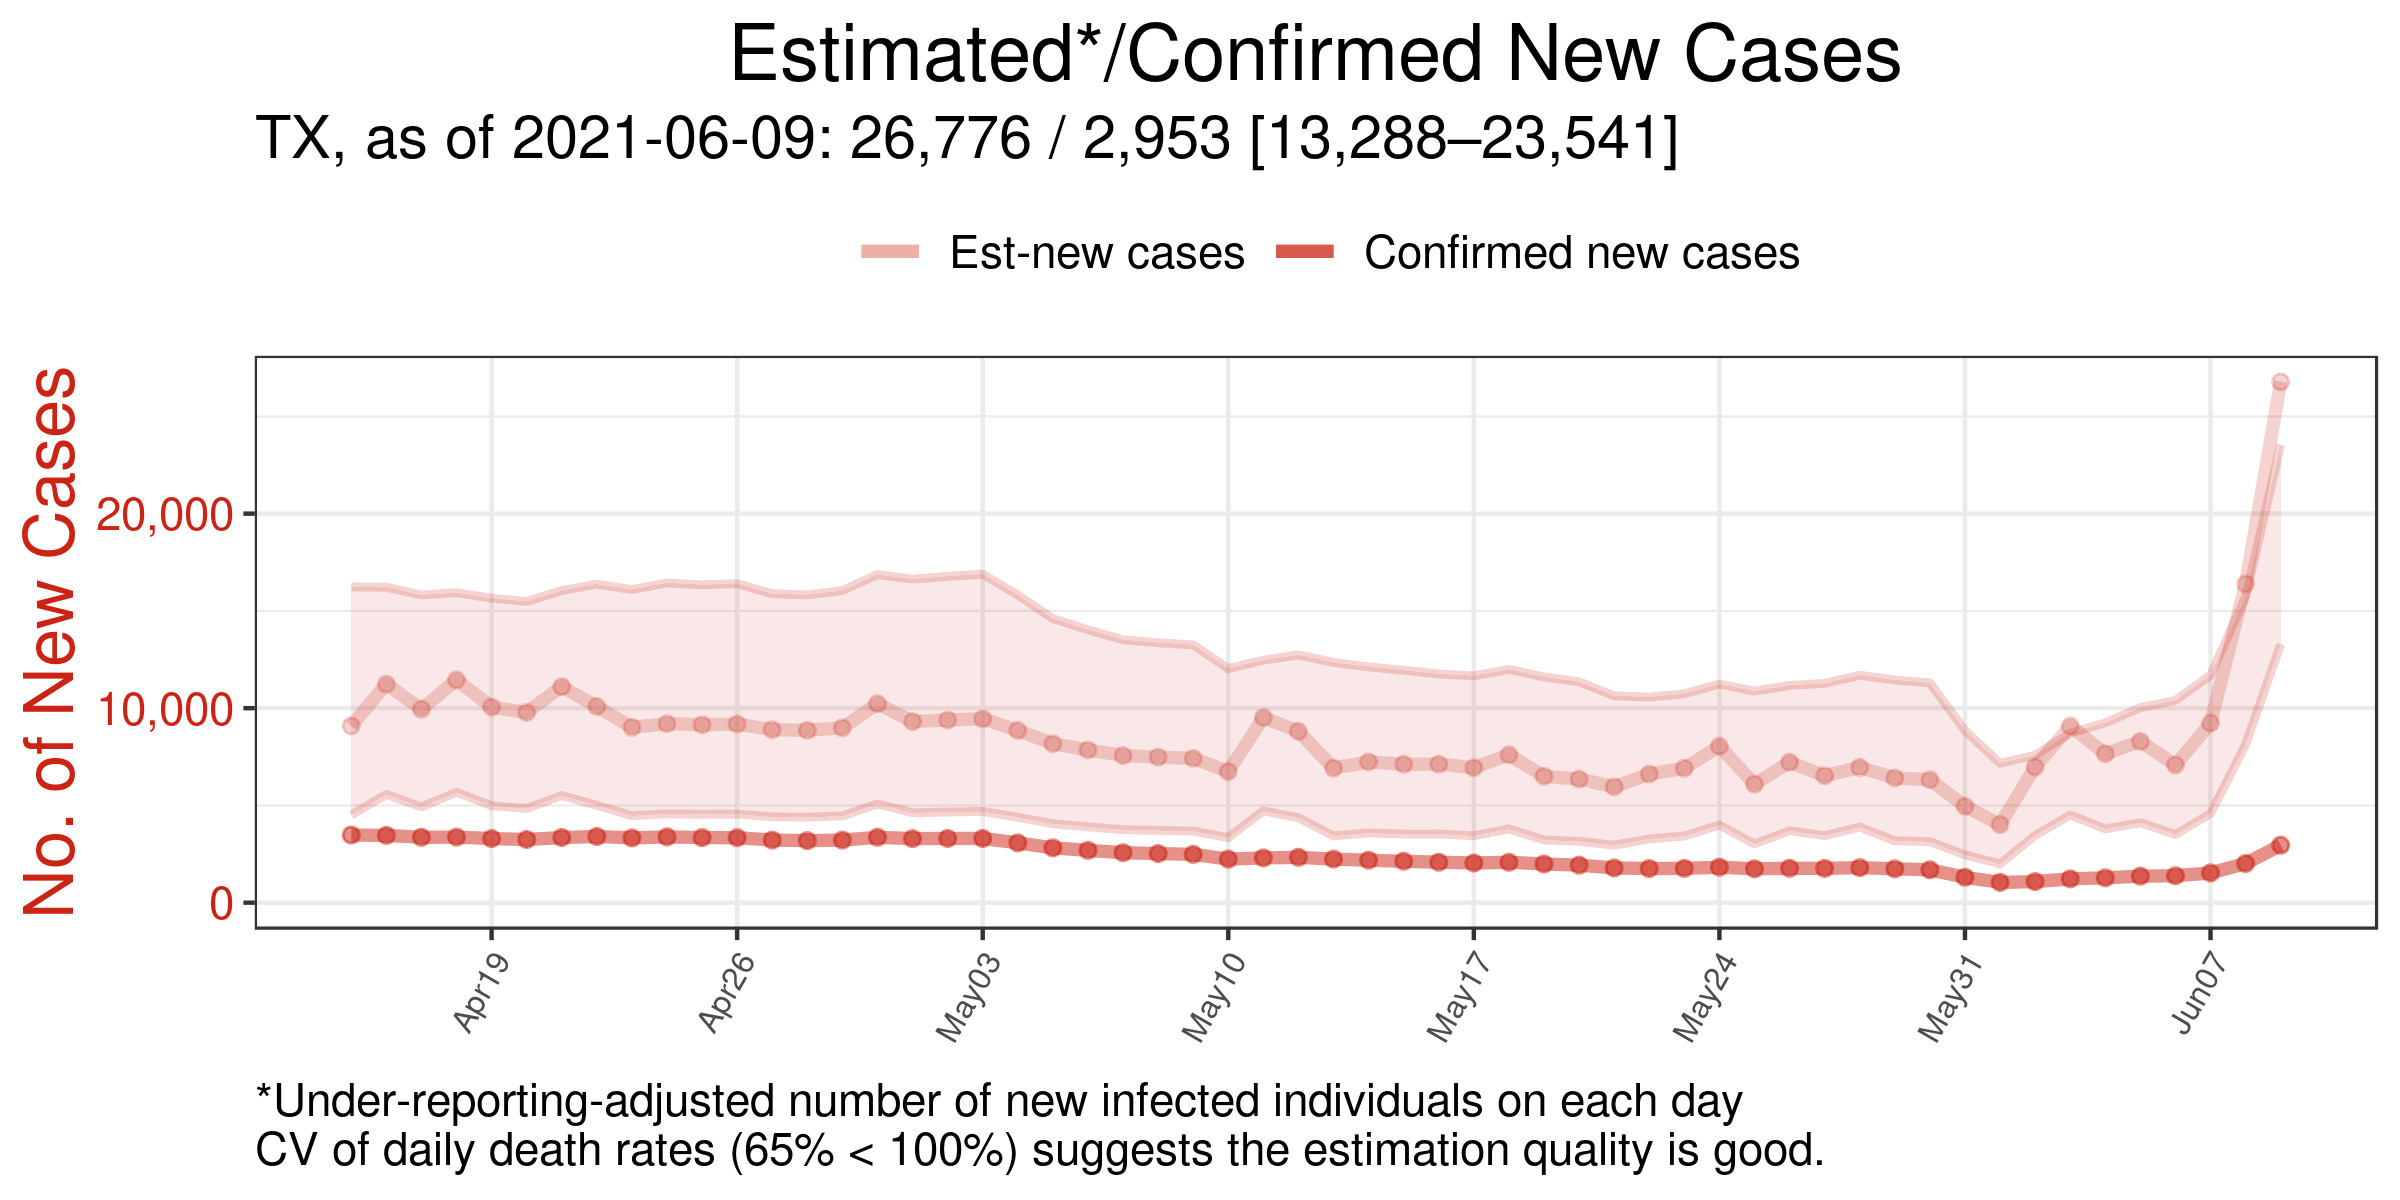 Estimated*/Confirmed New Cases
TX, as of 2021-06-09: 26,776 / 2,953 [13,288–23,541]
Est-new cases
Confirmed new cases
No. of New Cases
20,000
10,000
0
Apr19
Apr26
May03
May10
May17
May24
May31
Jun07
*Under-reporting-adjusted number of new infected individuals on each day
CV of daily death rates (65% < 100%) suggests the estimation quality is good.